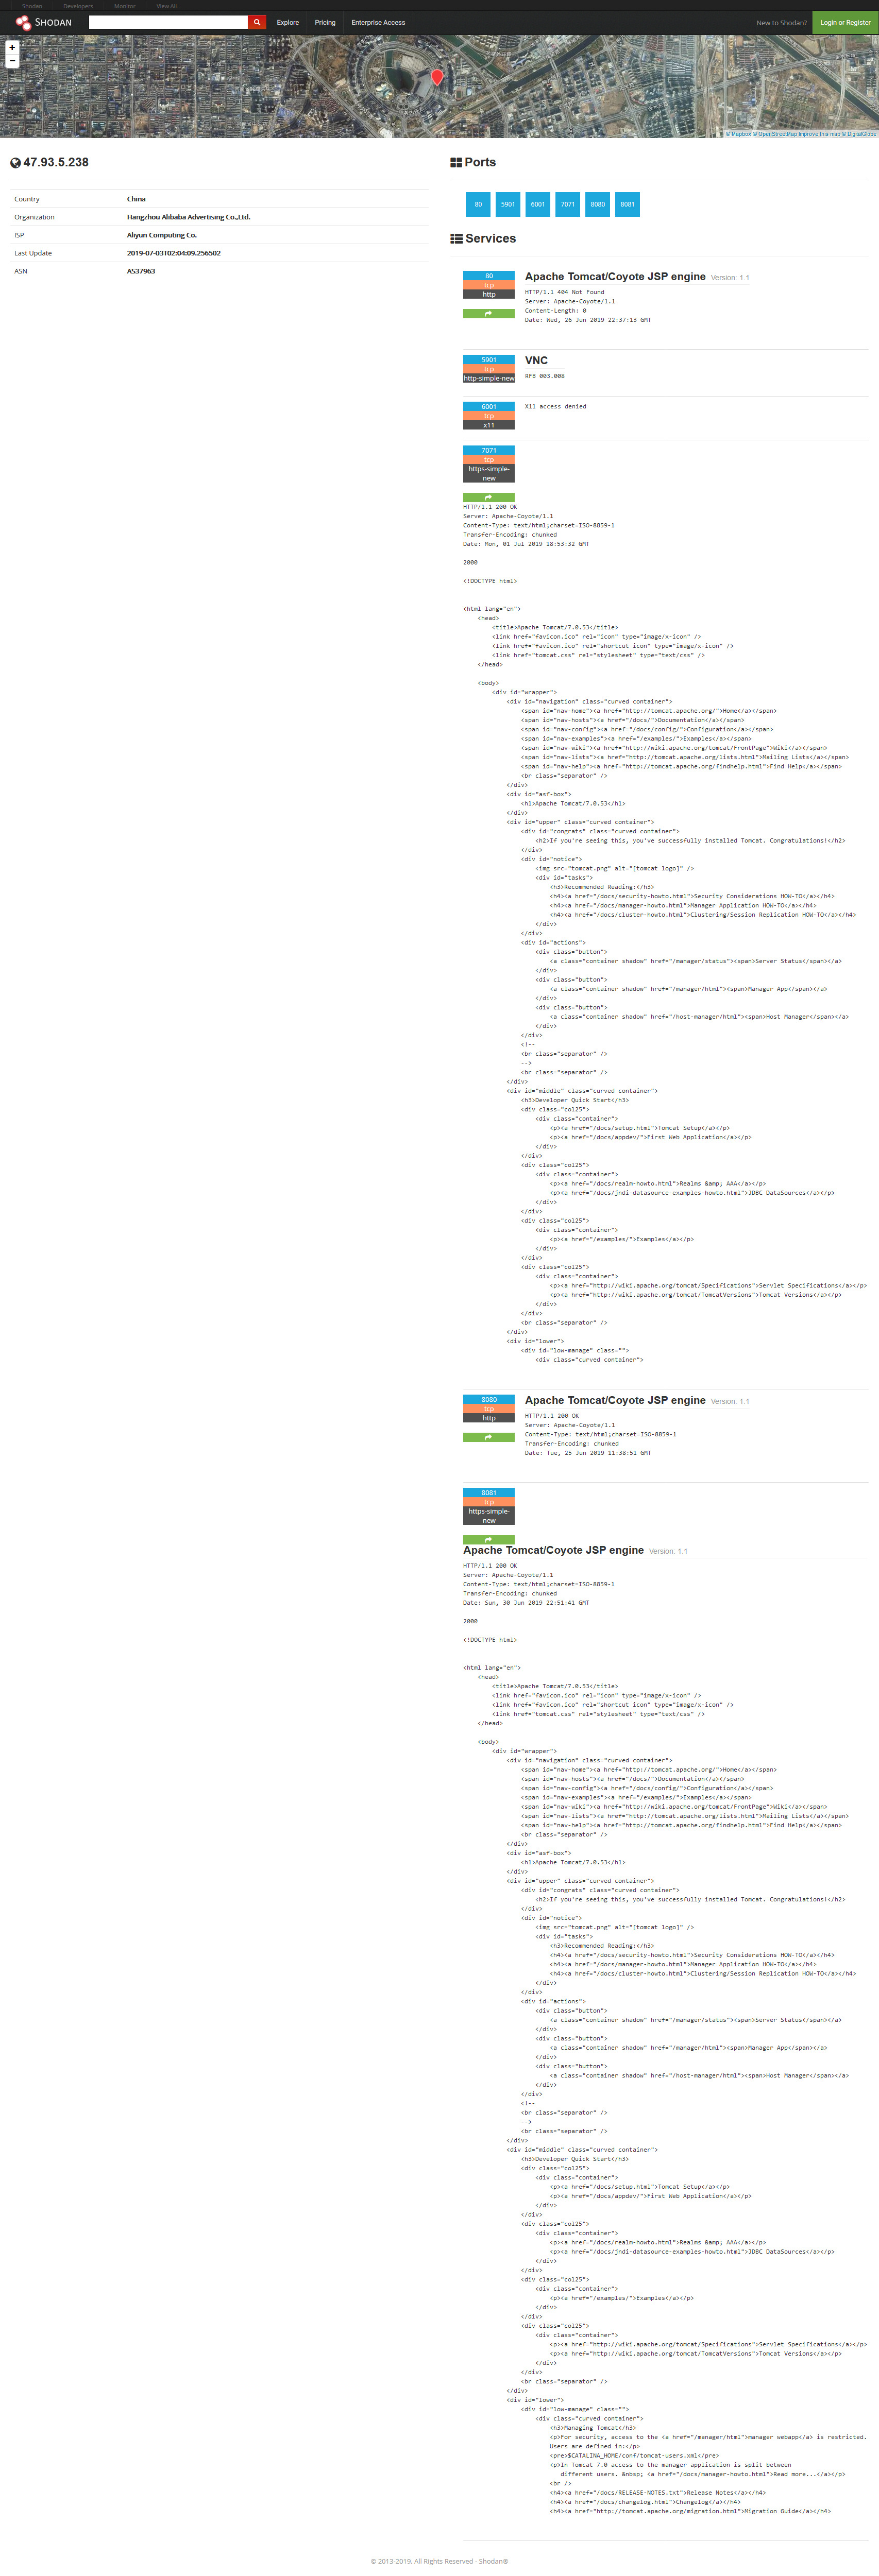 Shodan Developers Monitor View All...
SHODAN Explore Pricing Enterprise Access New to Shodan? Login or Register
+
−
© Mapbox © OpenStreetMap Improve this map © DigitalGlobe
47.93.5.238
Country China
Organization Hangzhou Alibaba Advertising Co.,Ltd.
ISP Aliyun Computing Co.
Last Update 2019-07-03T02:04:09.256502
ASN AS37963
Ports
80 5901 6001 7071 8080 8081
Services
80
tcp
http
Apache Tomcat/Coyote JSP engine Version: 1.1
HTTP/1.1 404 Not Found
Server: Apache-Coyote/1.1
Content-Length: 0
Date: Wed, 26 Jun 2019 22:37:13 GMT
5901
tcp
http-simple-new
VNC
RFB 003.008
6001
tcp
x11
X11 access denied
7071
tcp
https-simple-
new
HTTP/1.1 200 OK
Server: Apache-Coyote/1.1
Content-Type: text/html;charset=ISO-8859-1
Transfer-Encoding: chunked
Date: Mon, 01 Jul 2019 18:53:32 GMT
2000
<!DOCTYPE html>
<html lang="en">
<head>
<title>Apache Tomcat/7.0.53</title>
<link href="favicon.ico" rel="icon" type="image/x-icon" />
<link href="favicon.ico" rel="shortcut icon" type="image/x-icon" />
<link href="tomcat.css" rel="stylesheet" type="text/css" />
</head>
<body>
<div id="wrapper">
<div id="navigation" class="curved container">
<span id="nav-home"><a href="http://tomcat.apache.org/">Home</a></span>
<span id="nav-hosts"><a href="/docs/">Documentation</a></span>
<span id="nav-config"><a href="/docs/config/">Configuration</a></span>
<span id="nav-examples"><a href="/examples/">Examples</a></span>
<span id="nav-wiki"><a href="http://wiki.apache.org/tomcat/FrontPage">Wiki</a></span>
<span id="nav-lists"><a href="http://tomcat.apache.org/lists.html">Mailing Lists</a></span>
<span id="nav-help"><a href="http://tomcat.apache.org/findhelp.html">Find Help</a></span>
<br class="separator" />
</div>
<div id="asf-box">
<h1>Apache Tomcat/7.0.53</h1>
</div>
<div id="upper" class="curved container">
<div id="congrats" class="curved container">
<h2>If you're seeing this, you've successfully installed Tomcat. Congratulations!</h2>
</div>
<div id="notice">
<img src="tomcat.png" alt="[tomcat logo]" />
<div id="tasks">
<h3>Recommended Reading:</h3>
<h4><a href="/docs/security-howto.html">Security Considerations HOW-TO</a></h4>
<h4><a href="/docs/manager-howto.html">Manager Application HOW-TO</a></h4>
<h4><a href="/docs/cluster-howto.html">Clustering/Session Replication HOW-TO</a></h4>
</div>
</div>
<div id="actions">
<div class="button">
<a class="container shadow" href="/manager/status"><span>Server Status</span></a>
</div>
<div class="button">
<a class="container shadow" href="/manager/html"><span>Manager App</span></a>
</div>
<div class="button">
<a class="container shadow" href="/host-manager/html"><span>Host Manager</span></a>
</div>
</div>
<!--
<br class="separator" />
-->
<br class="separator" />
</div>
<div id="middle" class="curved container">
<h3>Developer Quick Start</h3>
<div class="col25">
<div class="container">
<p><a href="/docs/setup.html">Tomcat Setup</a></p>
<p><a href="/docs/appdev/">First Web Application</a></p>
</div>
</div>
<div class="col25">
<div class="container">
<p><a href="/docs/realm-howto.html">Realms &amp; AAA</a></p>
<p><a href="/docs/jndi-datasource-examples-howto.html">JDBC DataSources</a></p>
</div>
</div>
<div class="col25">
<div class="container">
<p><a href="/examples/">Examples</a></p>
</div>
</div>
<div class="col25">
<div class="container">
<p><a href="http://wiki.apache.org/tomcat/Specifications">Servlet Specifications</a></p>
<p><a href="http://wiki.apache.org/tomcat/TomcatVersions">Tomcat Versions</a></p>
</div>
</div>
<br class="separator" />
</div>
<div id="lower">
<div id="low-manage" class="">
<div class="curved container">
8080
tcp
http
Apache Tomcat/Coyote JSP engine Version: 1.1
HTTP/1.1 200 OK
Server: Apache-Coyote/1.1
Content-Type: text/html;charset=ISO-8859-1
Transfer-Encoding: chunked
Date: Tue, 25 Jun 2019 11:38:51 GMT
8081
tcp
https-simple-
new
Apache Tomcat/Coyote JSP engine Version: 1.1
HTTP/1.1 200 OK
Server: Apache-Coyote/1.1
Content-Type: text/html;charset=ISO-8859-1
Transfer-Encoding: chunked
Date: Sun, 30 Jun 2019 22:51:41 GMT
2000
<!DOCTYPE html>
<html lang="en">
<head>
<title>Apache Tomcat/7.0.53</title>
<link href="favicon.ico" rel="icon" type="image/x-icon" />
<link href="favicon.ico" rel="shortcut icon" type="image/x-icon" />
<link href="tomcat.css" rel="stylesheet" type="text/css" />
</head>
<body>
<div id="wrapper">
<div id="navigation" class="curved container">
<span id="nav-home"><a href="http://tomcat.apache.org/">Home</a></span>
<span id="nav-hosts"><a href="/docs/">Documentation</a></span>
<span id="nav-config"><a href="/docs/config/">Configuration</a></span>
<span id="nav-examples"><a href="/examples/">Examples</a></span>
<span id="nav-wiki"><a href="http://wiki.apache.org/tomcat/FrontPage">Wiki</a></span>
<span id="nav-lists"><a href="http://tomcat.apache.org/lists.html">Mailing Lists</a></span>
<span id="nav-help"><a href="http://tomcat.apache.org/findhelp.html">Find Help</a></span>
<br class="separator" />
</div>
<div id="asf-box">
<h1>Apache Tomcat/7.0.53</h1>
</div>
<div id="upper" class="curved container">
<div id="congrats" class="curved container">
<h2>If you're seeing this, you've successfully installed Tomcat. Congratulations!</h2>
</div>
<div id="notice">
<img src="tomcat.png" alt="[tomcat logo]" />
<div id="tasks">
<h3>Recommended Reading:</h3>
<h4><a href="/docs/security-howto.html">Security Considerations HOW-TO</a></h4>
<h4><a href="/docs/manager-howto.html">Manager Application HOW-TO</a></h4>
<h4><a href="/docs/cluster-howto.html">Clustering/Session Replication HOW-TO</a></h4>
</div>
</div>
<div id="actions">
<div class="button">
<a class="container shadow" href="/manager/status"><span>Server Status</span></a>
</div>
<div class="button">
<a class="container shadow" href="/manager/html"><span>Manager App</span></a>
</div>
<div class="button">
<a class="container shadow" href="/host-manager/html"><span>Host Manager</span></a>
</div>
</div>
<!--
<br class="separator" />
-->
<br class="separator" />
</div>
<div id="middle" class="curved container">
<h3>Developer Quick Start</h3>
<div class="col25">
<div class="container">
<p><a href="/docs/setup.html">Tomcat Setup</a></p>
<p><a href="/docs/appdev/">First Web Application</a></p>
</div>
</div>
<div class="col25">
<div class="container">
<p><a href="/docs/realm-howto.html">Realms &amp; AAA</a></p>
<p><a href="/docs/jndi-datasource-examples-howto.html">JDBC DataSources</a></p>
</div>
</div>
<div class="col25">
<div class="container">
<p><a href="/examples/">Examples</a></p>
</div>
</div>
<div class="col25">
<div class="container">
<p><a href="http://wiki.apache.org/tomcat/Specifications">Servlet Specifications</a></p>
<p><a href="http://wiki.apache.org/tomcat/TomcatVersions">Tomcat Versions</a></p>
</div>
</div>
<br class="separator" />
</div>
<div id="lower">
<div id="low-manage" class="">
<div class="curved container">
<h3>Managing Tomcat</h3>
<p>For security, access to the <a href="/manager/html">manager webapp</a> is restricted.
Users are defined in:</p>
<pre>$CATALINA_HOME/conf/tomcat-users.xml</pre>
<p>In Tomcat 7.0 access to the manager application is split between
different users. &nbsp; <a href="/docs/manager-howto.html">Read more...</a></p>
<br />
<h4><a href="/docs/RELEASE-NOTES.txt">Release Notes</a></h4>
<h4><a href="/docs/changelog.html">Changelog</a></h4>
<h4><a href="http://tomcat.apache.org/migration.html">Migration Guide</a></h4>
© 2013-2019, All Rights Reserved - Shodan®